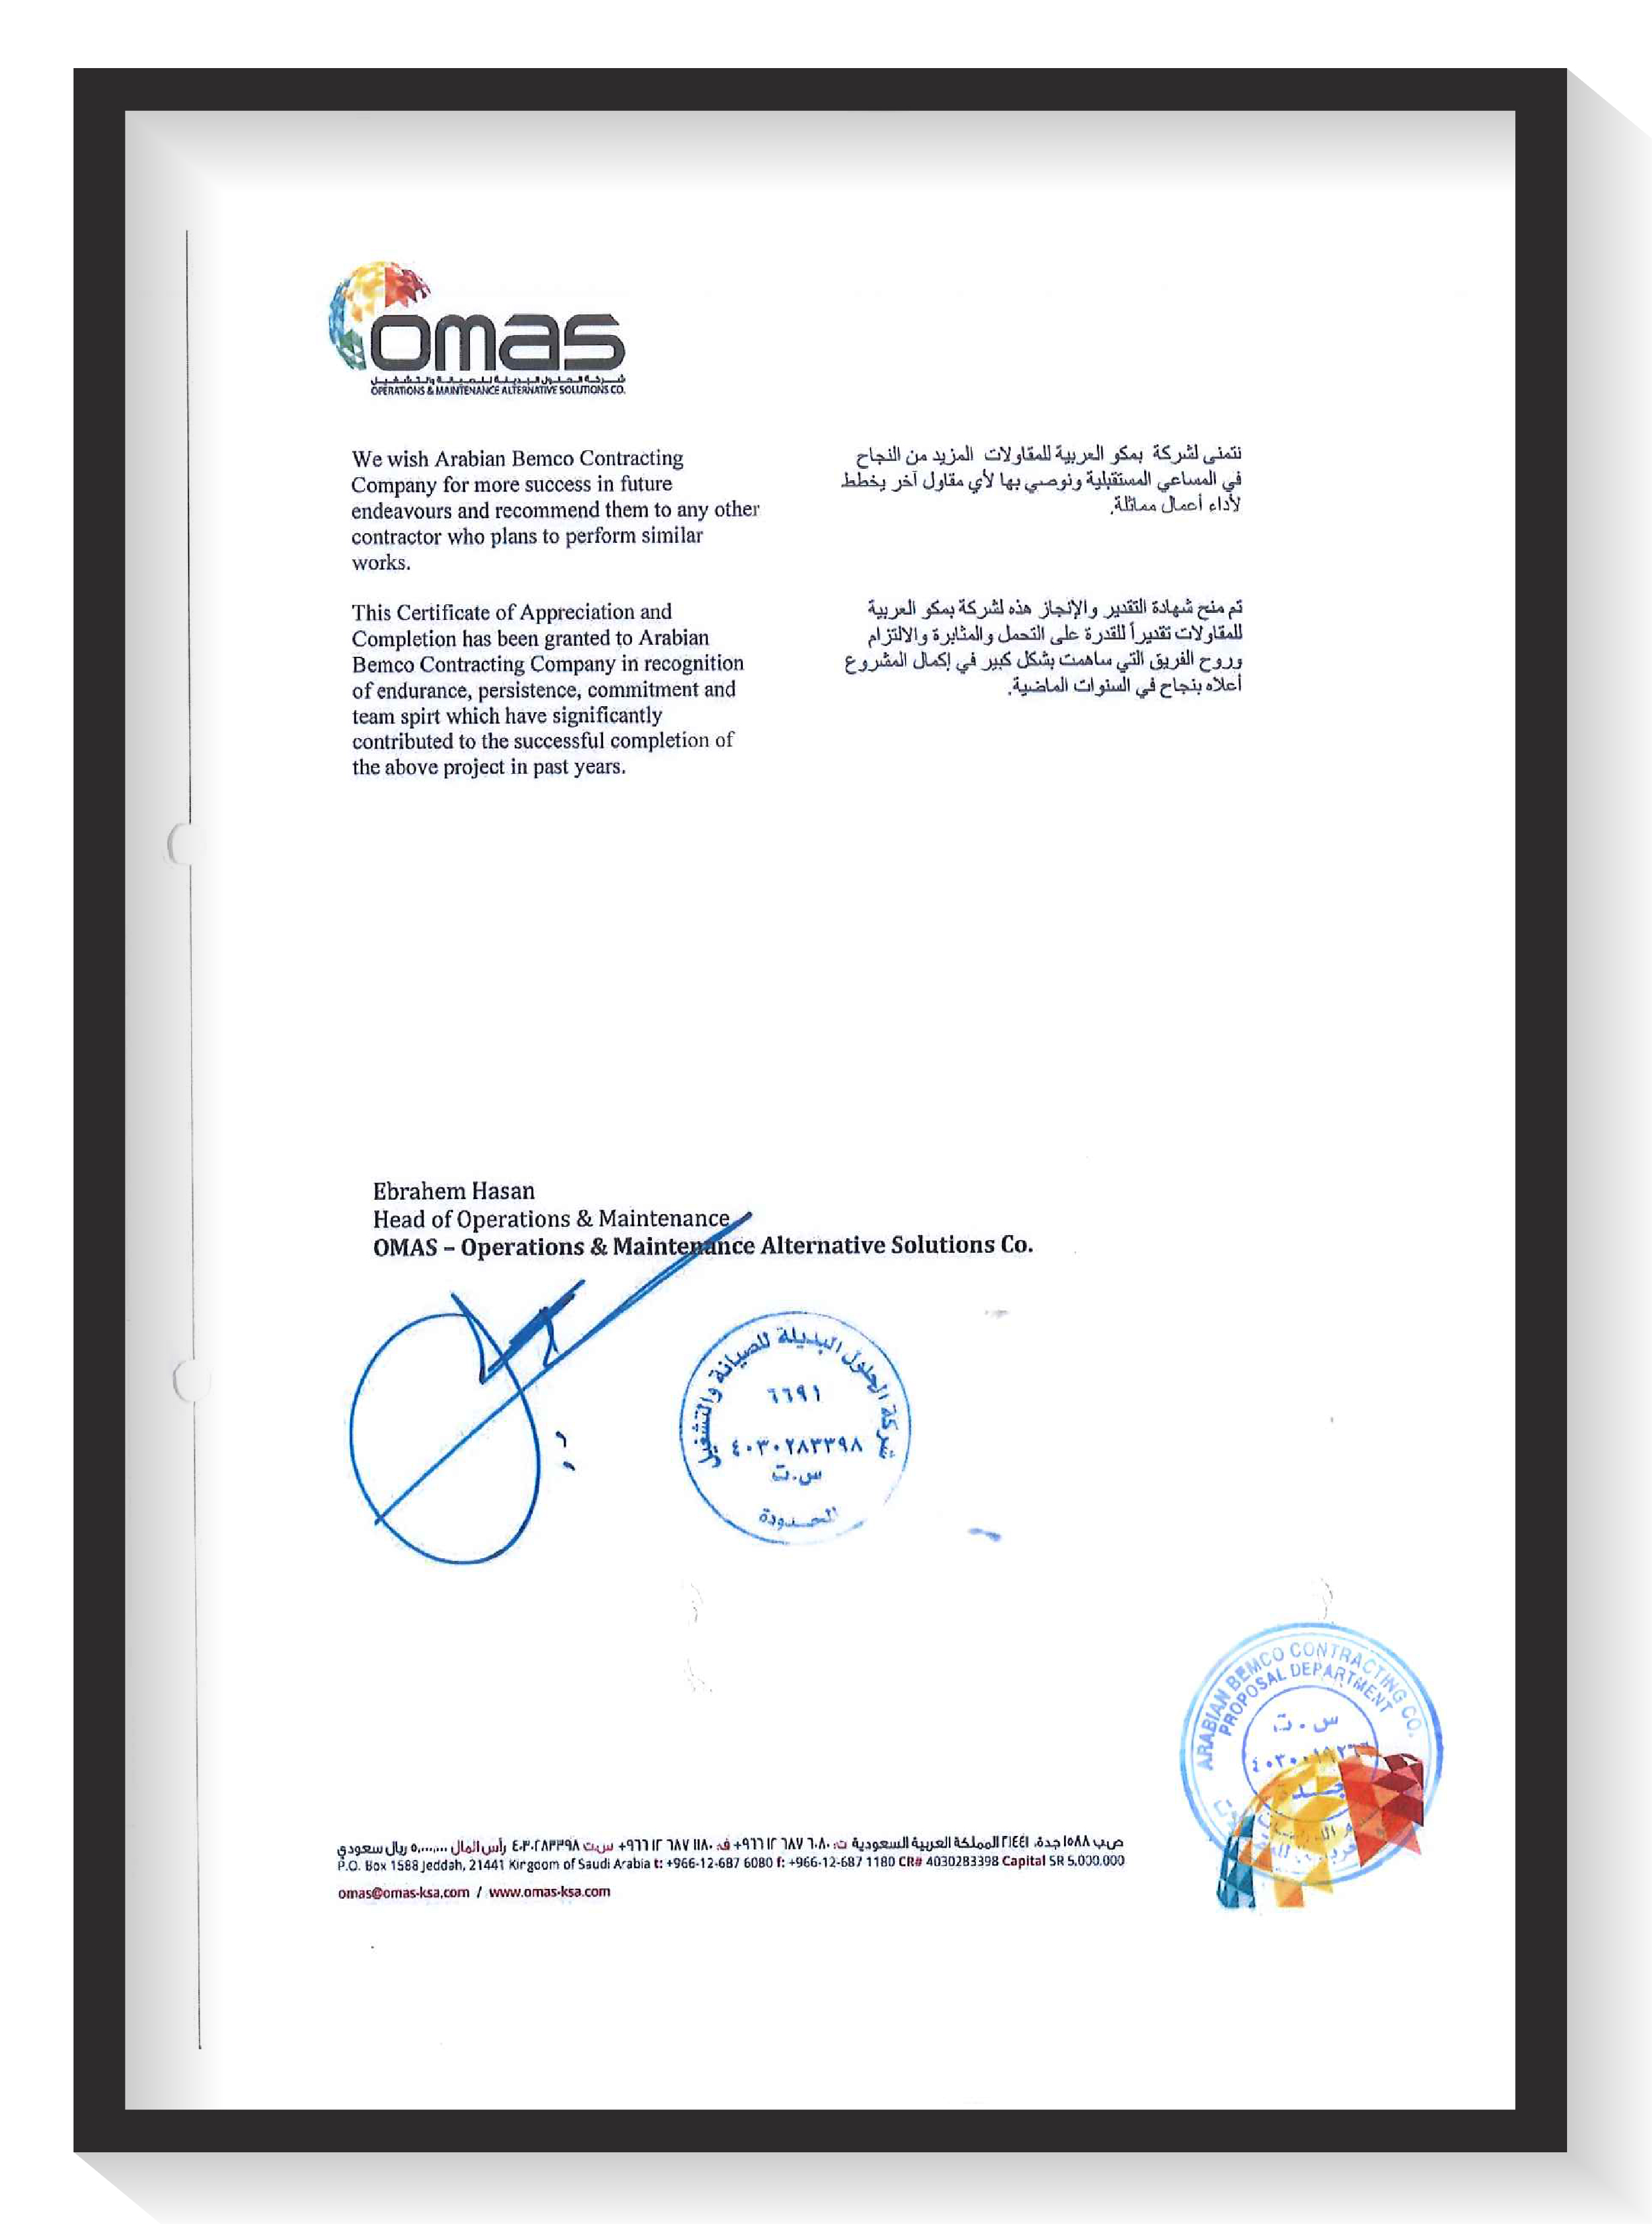 omas
شركة الحلول البديلة للصيانة والتشغيل
OPERATIONS & MAINTENANCE ALTERNATIVE SOLUTIONS CO.
We wish Arabian Bemco Contracting
Company for more success in future
endeavours and recommend them to any other
contractor who plans to perform similar
works.
نتمنى لشركة بمكو العربية للمقاولات المزيد من النجاح
في المساعي المستقبلية ونوصي بها لأي مقاول آخر يخطط
لأداء أعمال مماثلة.
This Certificate of Appreciation and
Completion has been granted to Arabian
Bemco Contracting Company in recognition
of endurance, persistence, commitment and
team spirt which have significantly
contributed to the successful completion of
the above project in past years.
تم منح شهادة التقدير والإنجاز هذه لشركة بمكو العربية
للمقاولات تقديراً للقدرة على التحمل والمثابرة والالتزام
وروح الفريق التي ساهمت بشكل كبير في إكمال المشروع
أعلاه بنجاح في السنوات الماضية.
Ebrahem Hasan
Head of Operations & Maintenance
OMAS – Operations & Maintenance Alternative Solutions Co.
شركة الحلول البديلة للصيانة والتشغيل
٦٦٩١
٤٠٣٠٢٨٣٣٩٨
س.ت
المحدودة
ARABIAN BEMCO CONTRACTING CO.
PROPOSAL DEPARTMENT
س.ت
جدة
ص.ب ١٥٨٨ جدة، ٢١٤٤١ المملكة العربية السعودية ت: ٦٠٨٠ ٦٨٧ ١٢ ٩٦٦+ ف: ١١٨٠ ٦٨٧ ١٢ ٩٦٦+ س.ت ٤٠٣٠٢٨٣٣٩٨ رأس المال ٥,٠٠٠,٠٠٠ ريال سعودي
P.O. Box 1588 Jeddah, 21441 Kingdom of Saudi Arabia t: +966-12-687 6080 f: +966-12-687 1180 CR# 4030283398 Capital SR 5,000,000
omas@omas-ksa.com / www.omas-ksa.com